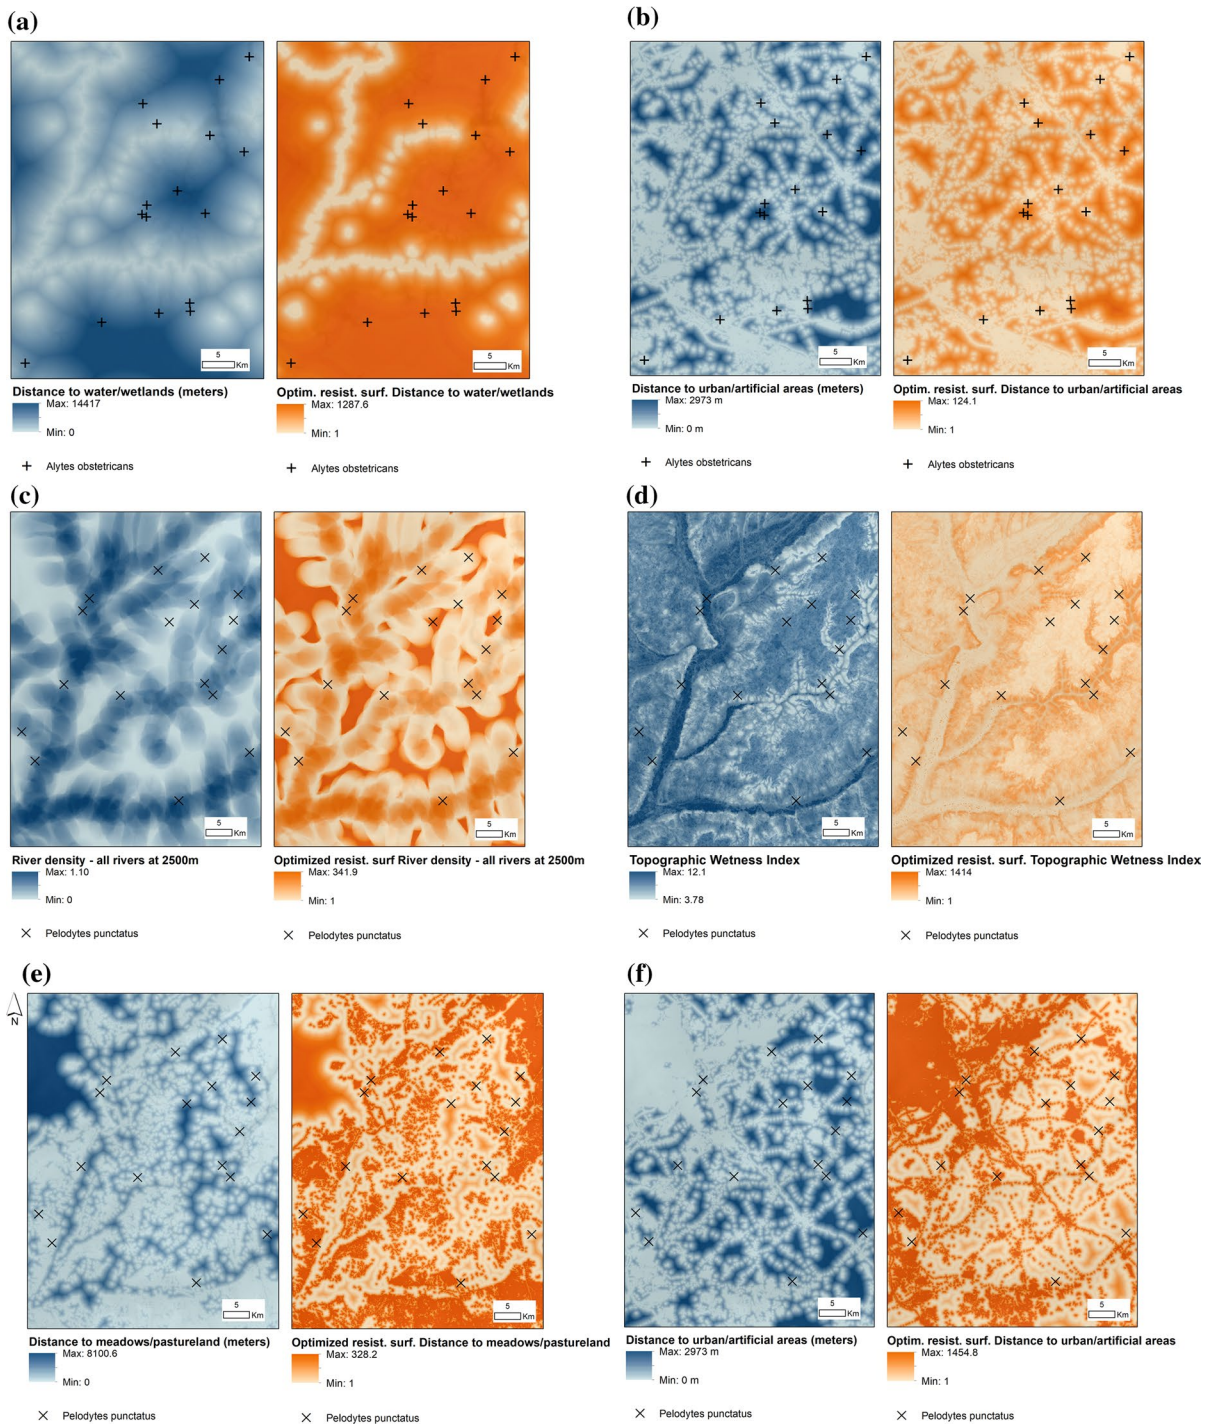 (a)
5
Km
5
Km
Distance to water/wetlands (meters)
Max: 14417
Min: 0
Alytes obstetricans
Optim. resist. surf. Distance to water/wetlands
Max: 1287.6
Min: 1
Alytes obstetricans
(b)
5
Km
5
Km
Distance to urban/artificial areas (meters)
Max: 2973 m
Min: 0 m
Alytes obstetricans
Optim. resist. surf. Distance to urban/artificial areas
Max: 124.1
Min: 1
Alytes obstetricans
(c)
5
Km
5
Km
River density - all rivers at 2500m
Max: 1.10
Min: 0
Pelodytes punctatus
Optimized resist. surf River density - all rivers at 2500m
Max: 341.9
Min: 1
Pelodytes punctatus
(d)
5
Km
5
Km
Topographic Wetness Index
Max: 12.1
Min: 3.78
Pelodytes punctatus
Optimized resist. surf. Topographic Wetness Index
Max: 1414
Min: 1
Pelodytes punctatus
(e)
N
5
Km
5
Km
Distance to meadows/pastureland (meters)
Max: 8100.6
Min: 0
Pelodytes punctatus
Optimized resist. surf. Distance to meadows/pastureland
Max: 328.2
Min: 1
Pelodytes punctatus
(f)
5
Km
5
Km
Distance to urban/artificial areas (meters)
Max: 2973 m
Min: 0 m
Pelodytes punctatus
Optim. resist. surf. Distance to urban/artificial areas
Max: 1454.8
Min: 1
Pelodytes punctatus